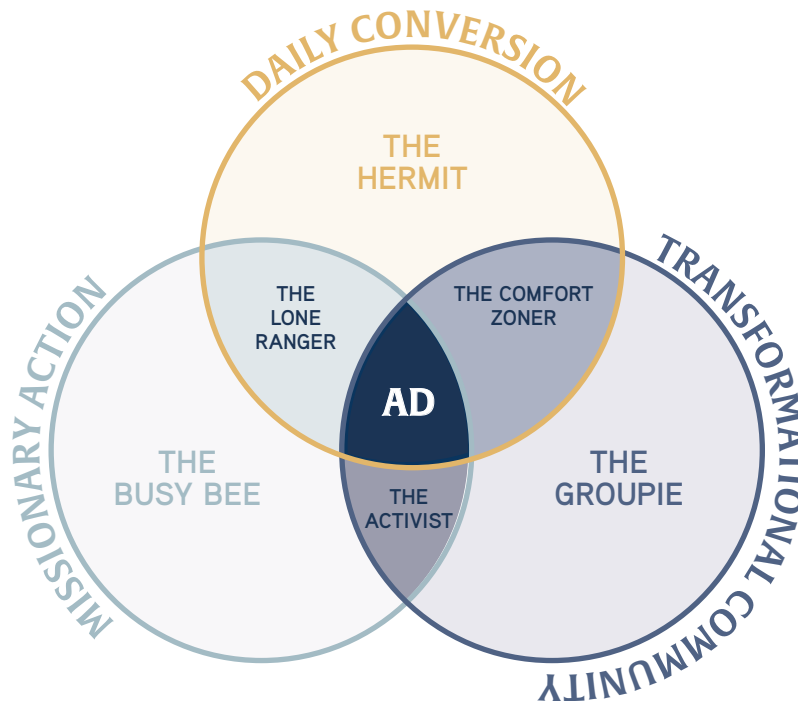 DAILY CONVERSION
THE
HERMIT
TRANSFORMATIONAL COMMUNITY
MISSIONARY ACTION
THE
LONE
RANGER
THE COMFORT
ZONER
AD
THE
BUSY BEE
THE
GROUPIE
THE
ACTIVIST